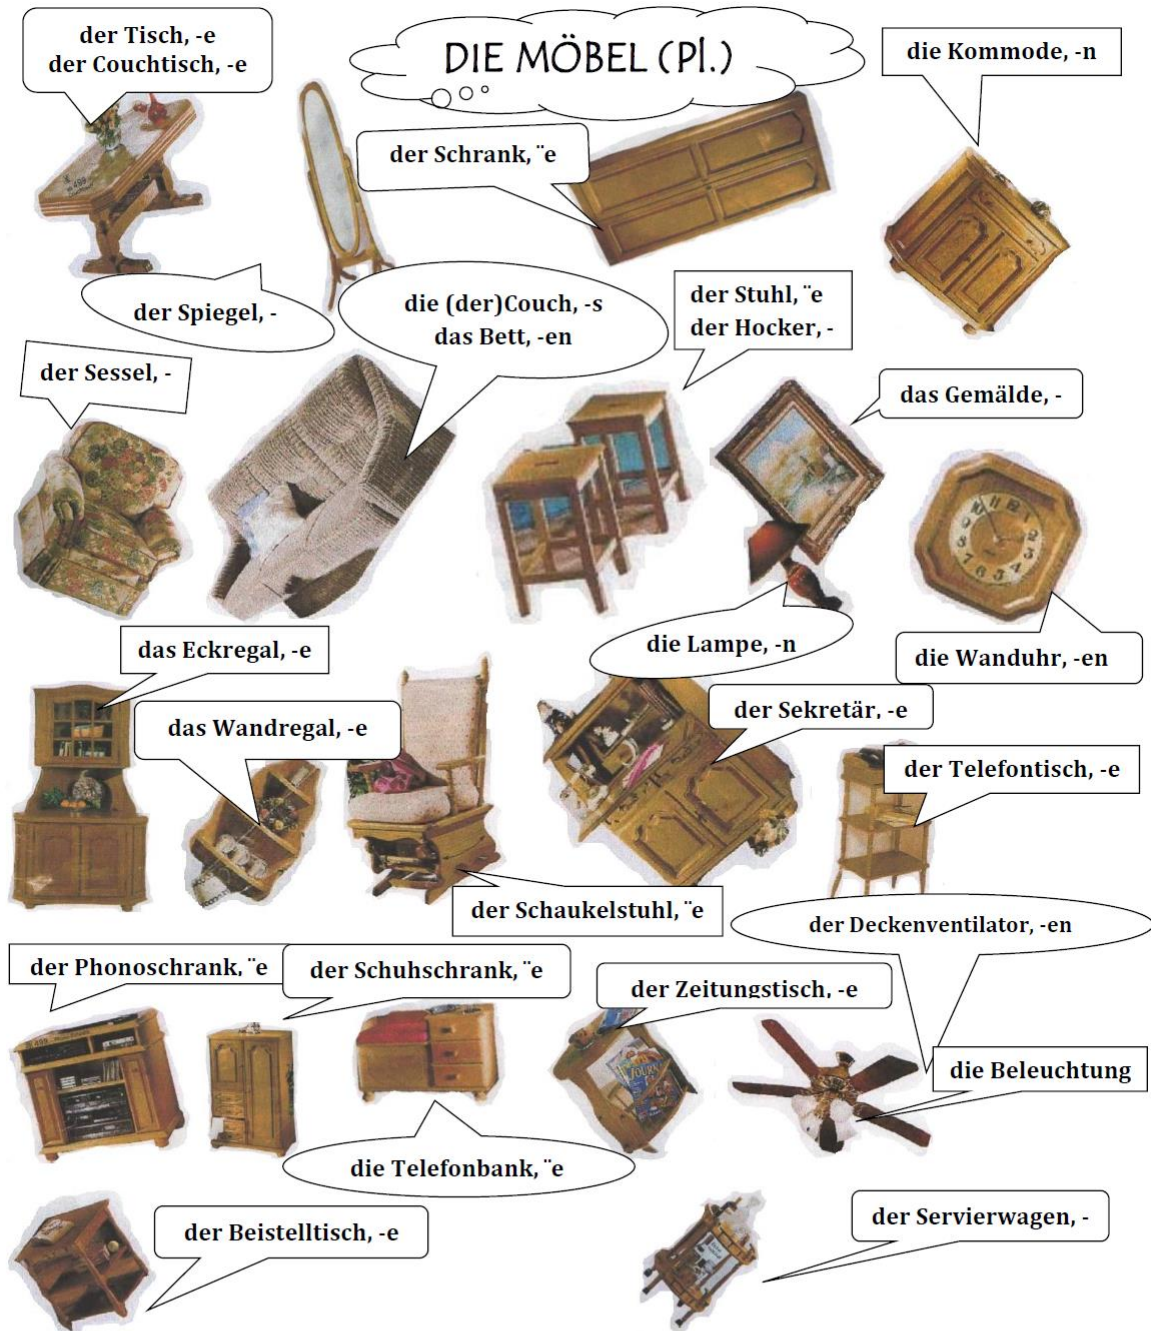 der Tisch, -e
der Couchtisch, -e
DIE MÖBEL (Pl.)
die Kommode, -n
der Schrank, ¨e
der Spiegel, -
die (der)Couch, -s
das Bett, -en
der Stuhl, ¨e
der Hocker, -
der Sessel, -
das Gemälde, -
die Lampe, -n
die Wanduhr, -en
das Eckregal, -e
das Wandregal, -e
der Sekretär, -e
der Telefontisch, -e
der Schaukelstuhl, ¨e
der Deckenventilator, -en
der Phonoschrank, ¨e
der Schuhschrank, ¨e
der Zeitungstisch, -e
die Beleuchtung
die Telefonbank, ¨e
der Beistelltisch, -e
der Servierwagen, -